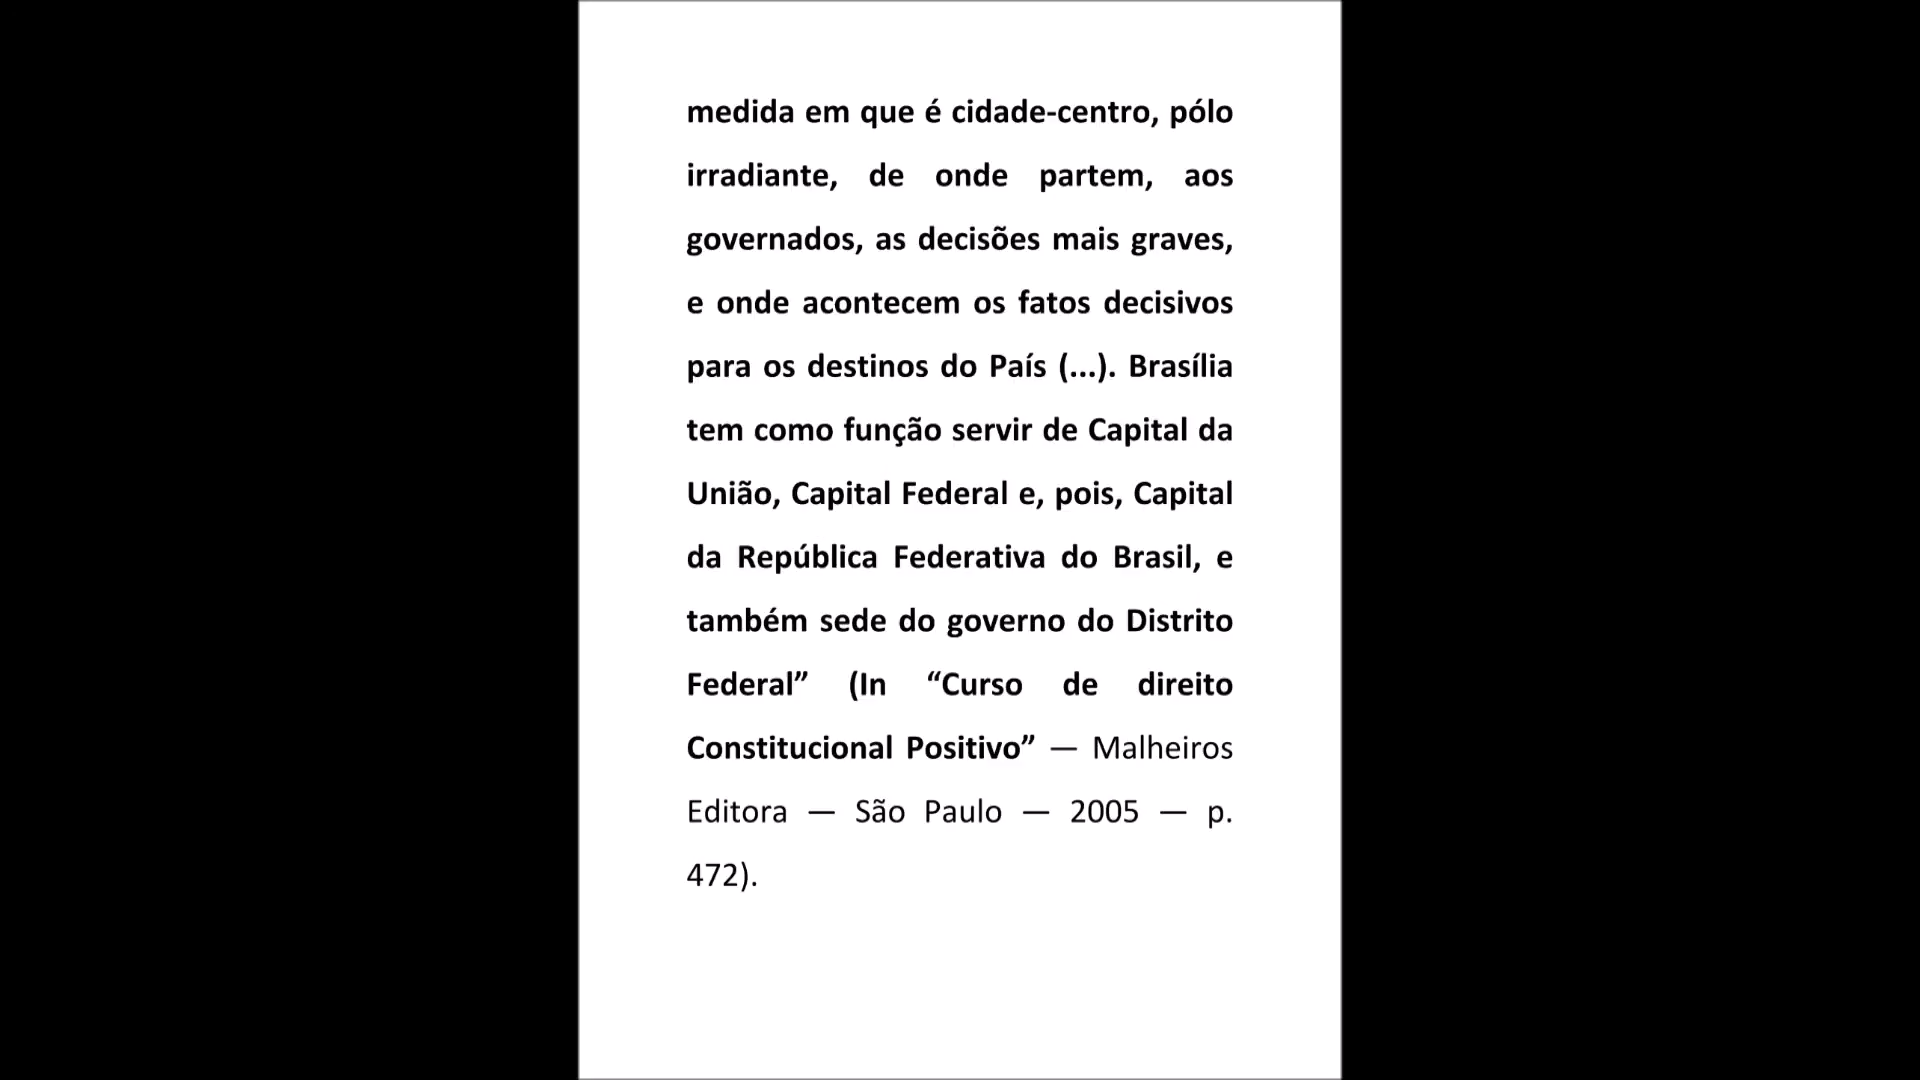 medida em que é cidade-centro, pólo
irradiante, de onde partem, aos
governados, as decisões mais graves,
e onde acontecem os fatos decisivos
para os destinos do País (...). Brasília
tem como função servir de Capital da
União, Capital Federal e, pois, Capital
da República Federativa do Brasil, e
também sede do governo do Distrito
Federal” (In “Curso de direito
Constitucional Positivo” — Malheiros
Editora — São Paulo — 2005 — p.
472).